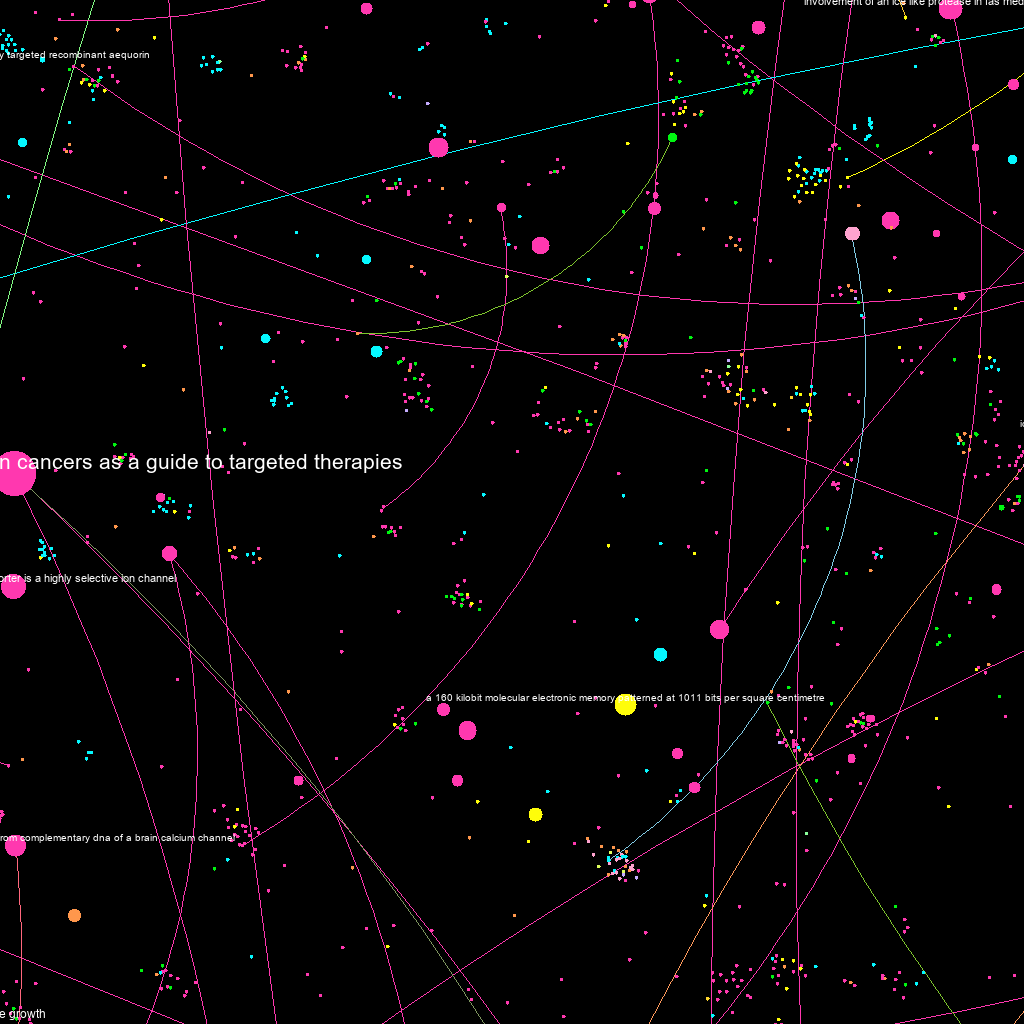 involvement of an ice like protease in fas med
y targeted recombinant aequorin
n cancers as a guide to targeted therapies
orter is a highly selective ion channel
a 160 kilobit molecular electronic memory patterned at 1011 bits per square centimetre
rom complementary dna of a brain calcium channel
e growth